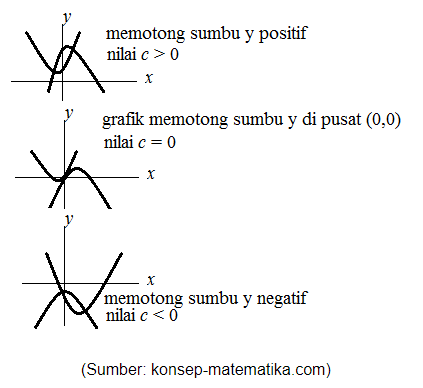 y
memotong sumbu y positif
nilai c > 0
x
y
grafik memotong sumbu y di pusat (0,0)
nilai c = 0
x
y
x
memotong sumbu y negatif
nilai c < 0
(Sumber: konsep-matematika.com)